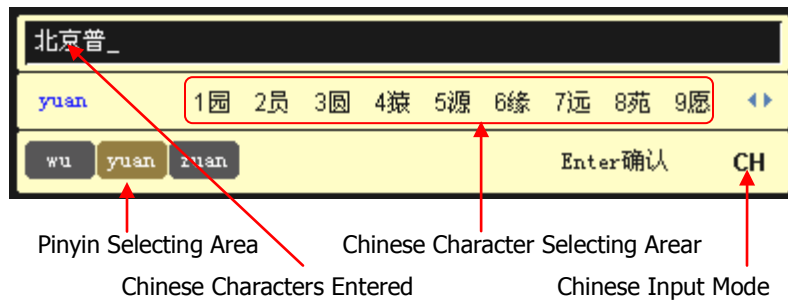 北京普_
yuan 1园 2员 3圆 4猿 5源 6缘 7远 8苑 9愿
wu yuan zuan Enter确认 CH
Pinyin Selecting Area Chinese Character Selecting Arear
Chinese Characters Entered Chinese Input Mode